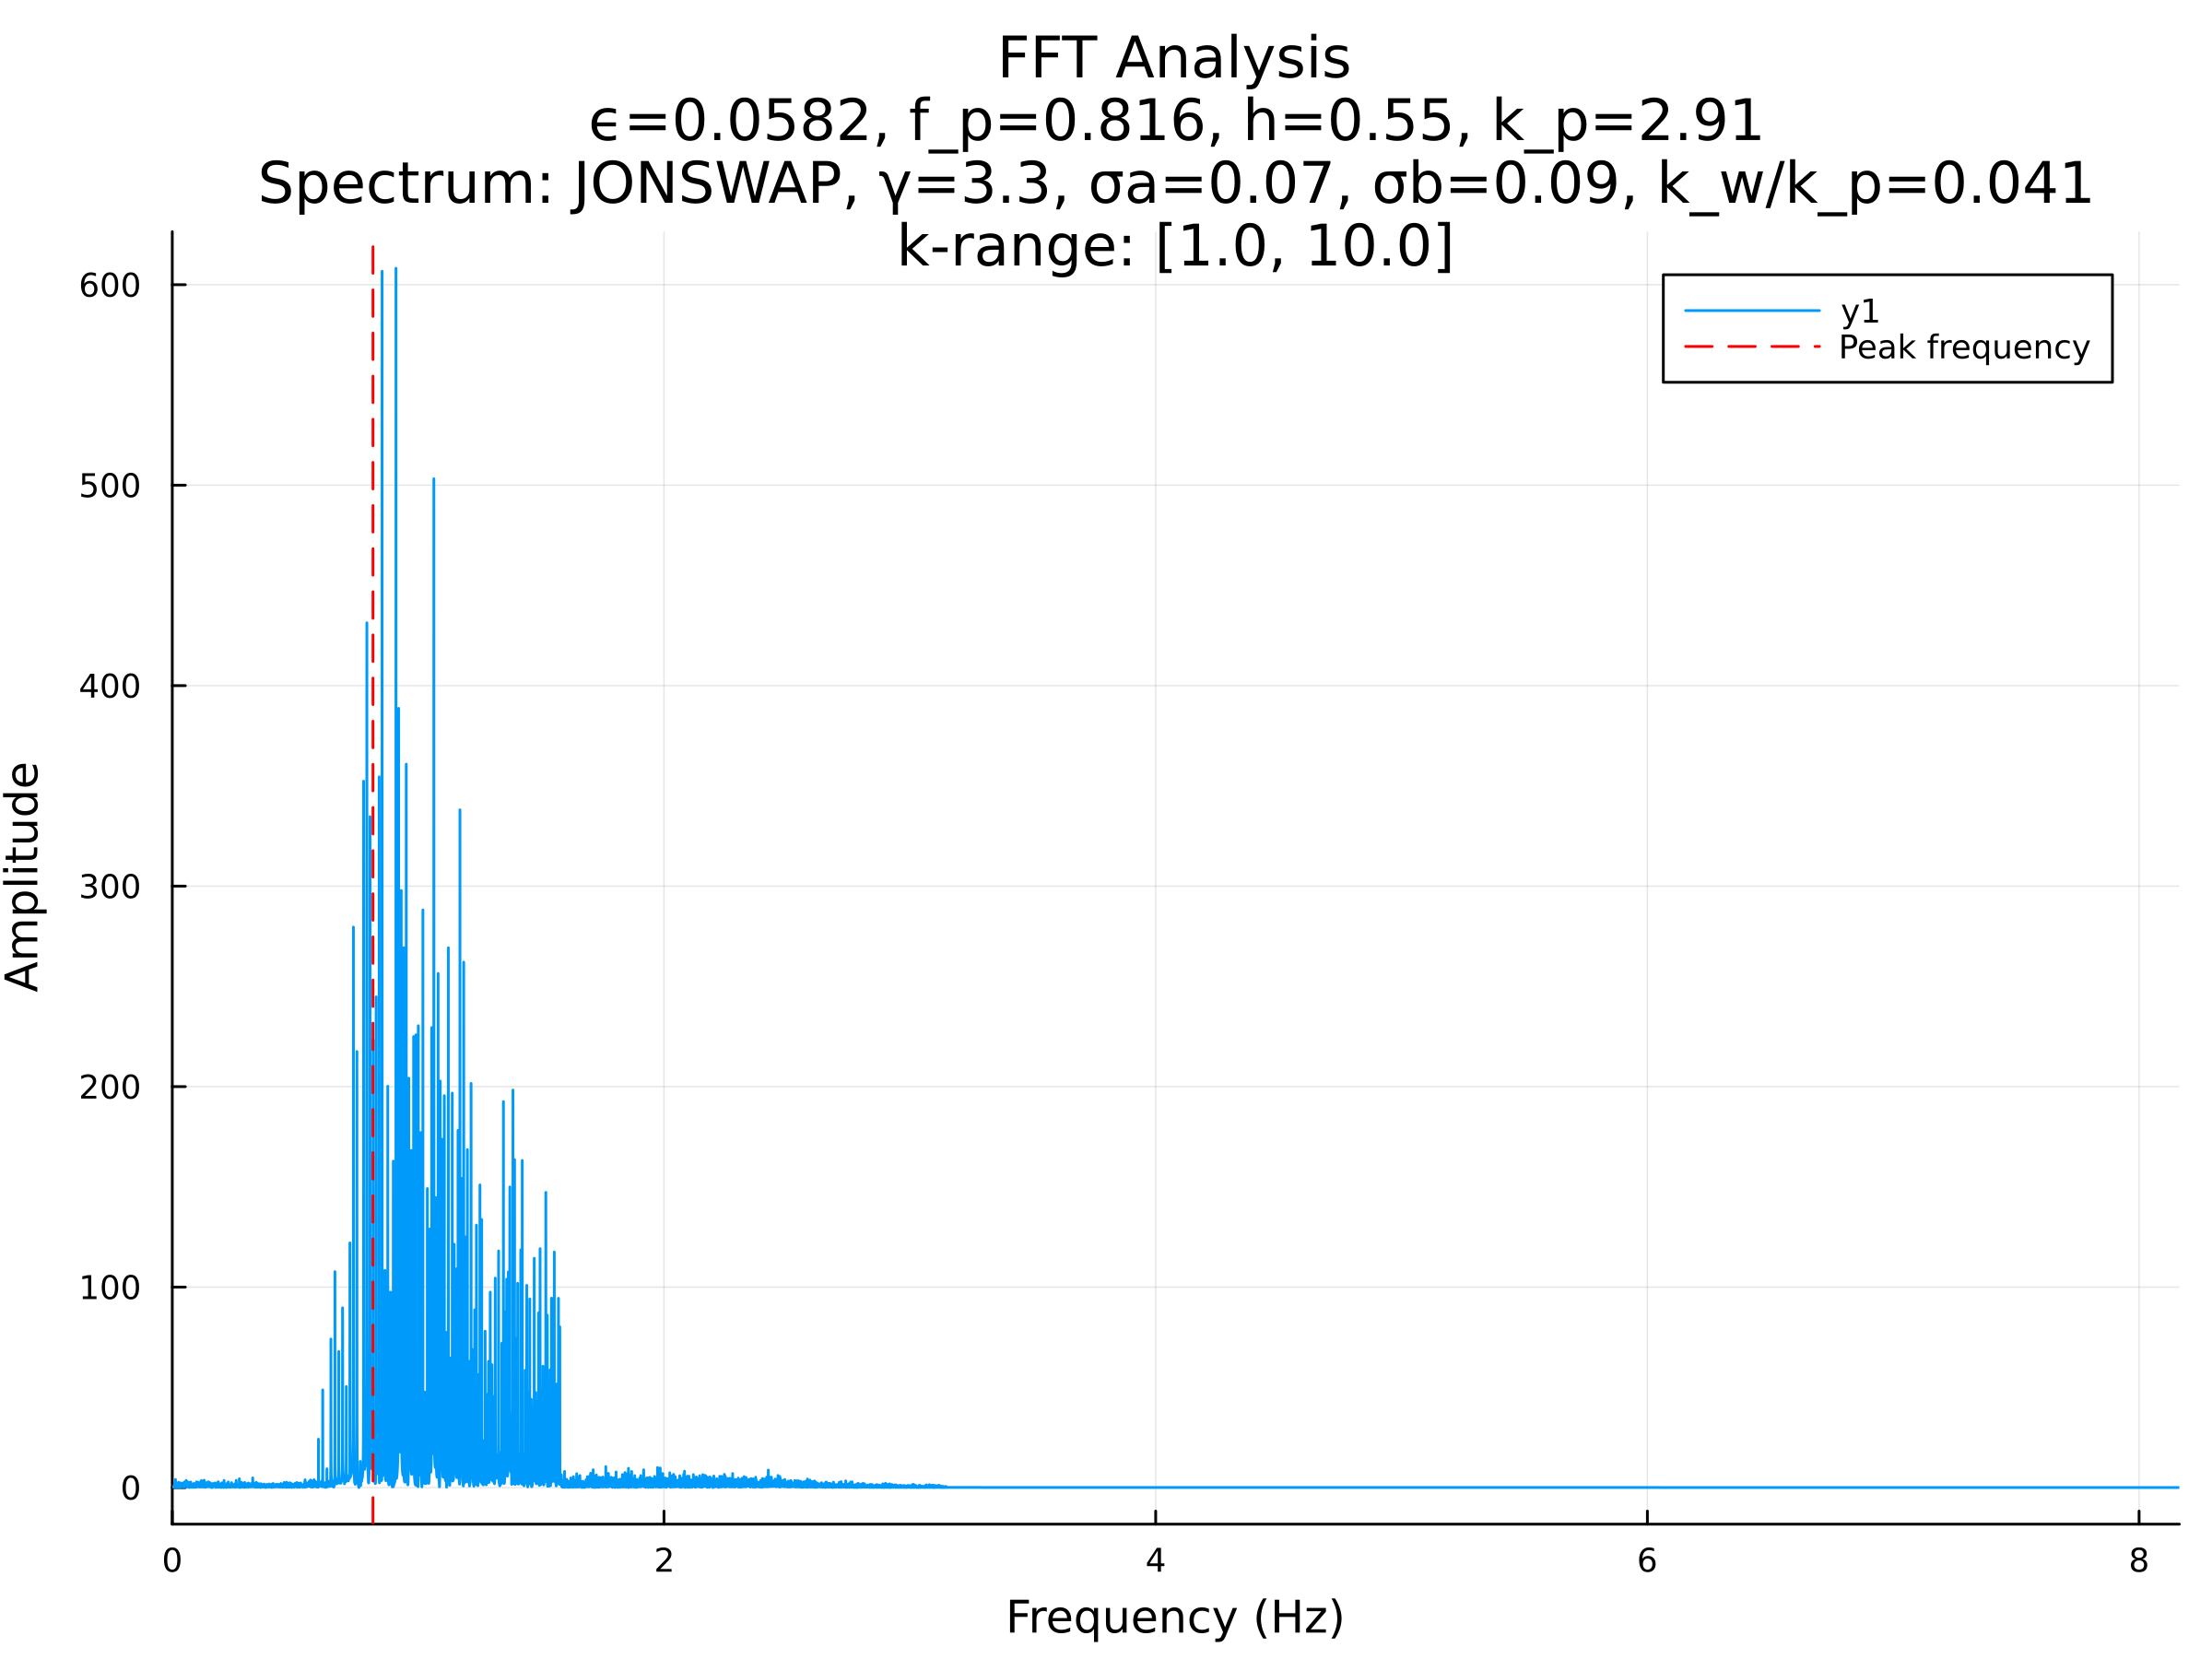 FFT Analysis
ϵ=0.0582, f_p=0.816, h=0.55, k_p=2.91
Spectrum: JONSWAP, γ=3.3, σa=0.07, σb=0.09, k_w/k_p=0.041
k-range: [1.0, 10.0]
y1
Peak frequency
600
500
400
300
200
100
0
Amplitude
0 2 4 6 8
Frequency (Hz)